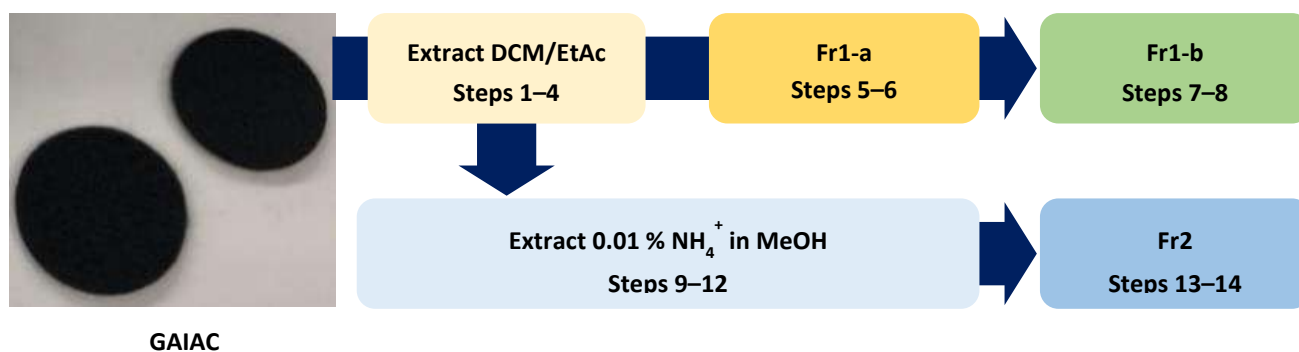 Extract DCM/EtAc
Steps 1–4
Fr1-a
Steps 5–6
Fr1-b
Steps 7–8
Extract 0.01 % NH₄⁺ in MeOH
Steps 9–12
Fr2
Steps 13–14
GAIAC